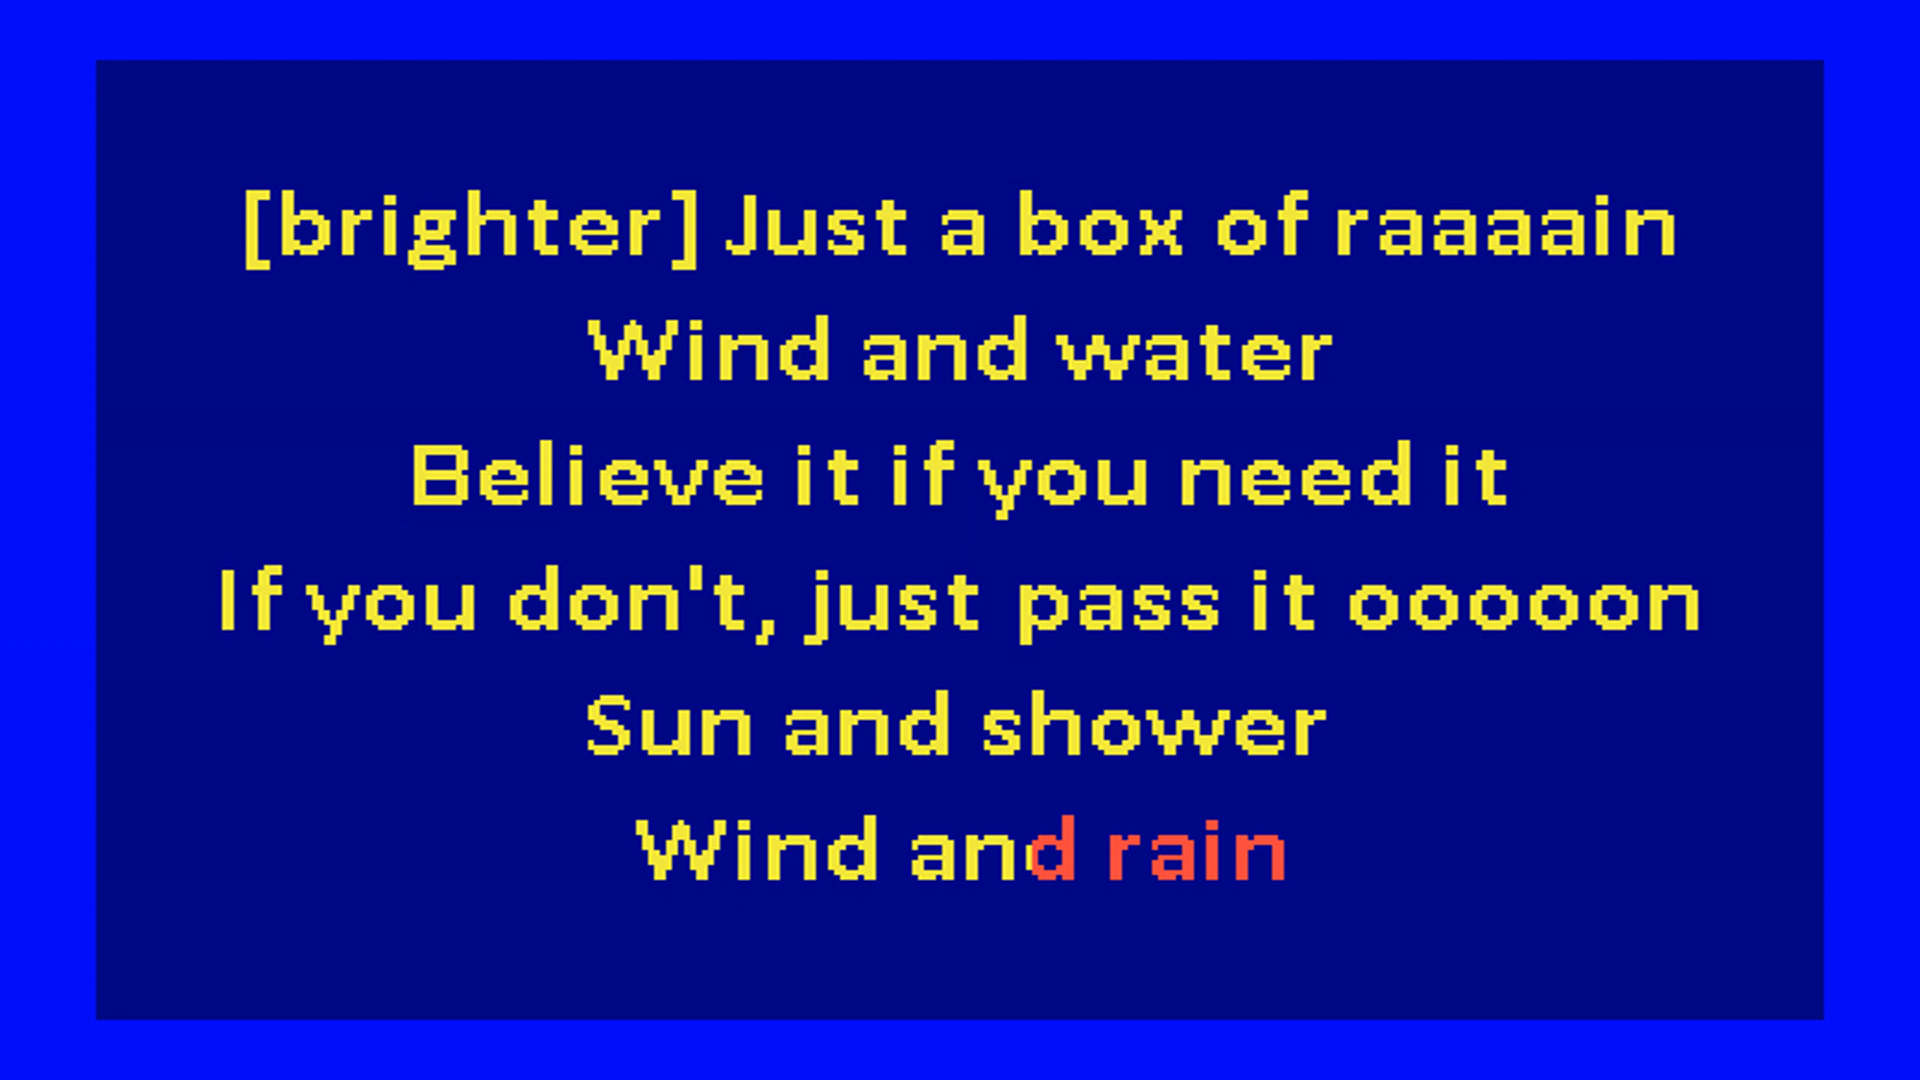 [brighter] Just a box of raaaain
Wind and water
Believe it if you need it
If you don't, just pass it ooooon
Sun and shower
Wind and rain